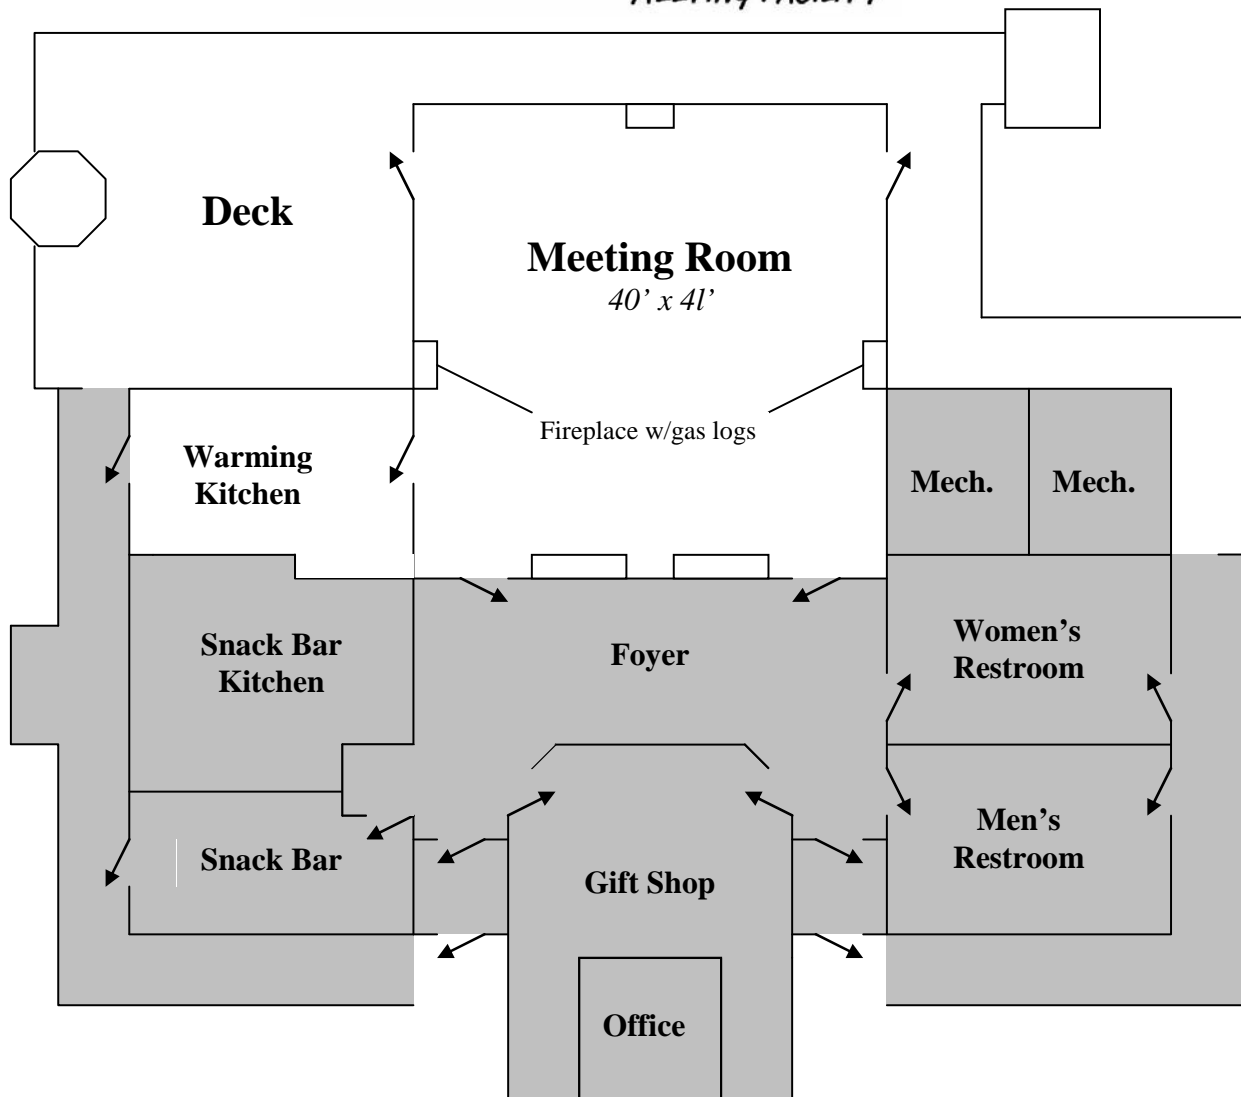 Deck
Meeting Room
40’ x 4l’
Fireplace w/gas logs
Warming
Kitchen
Mech.
Mech.
Snack Bar
Kitchen
Foyer
Women’s
Restroom
Snack Bar
Gift Shop
Men’s
Restroom
Office